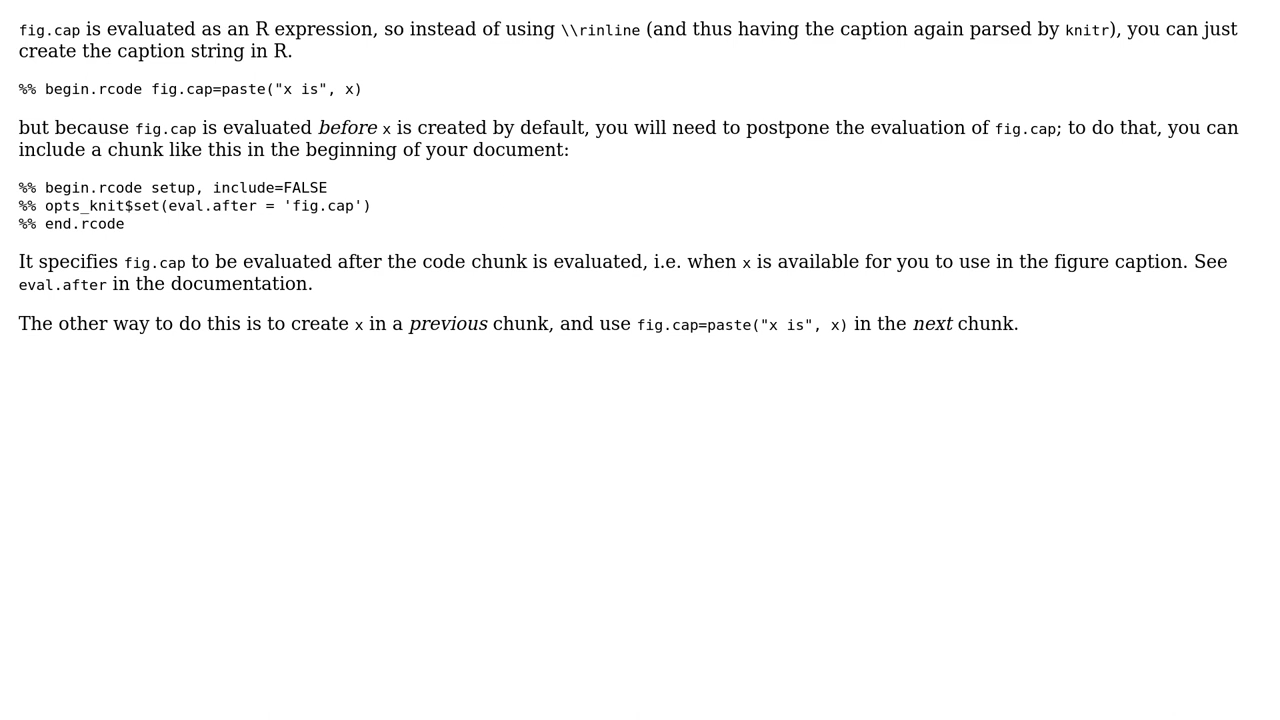 fig.cap is evaluated as an R expression, so instead of using \\rinline (and thus having the caption again parsed by knitr), you can just
create the caption string in R.
%% begin.rcode fig.cap=paste("x is", x)
but because fig.cap is evaluated before x is created by default, you will need to postpone the evaluation of fig.cap; to do that, you can
include a chunk like this in the beginning of your document:
%% begin.rcode setup, include=FALSE
%% opts_knit$set(eval.after = 'fig.cap')
%% end.rcode
It specifies fig.cap to be evaluated after the code chunk is evaluated, i.e. when x is available for you to use in the figure caption. See
eval.after in the documentation.
The other way to do this is to create x in a previous chunk, and use fig.cap=paste("x is", x) in the next chunk.